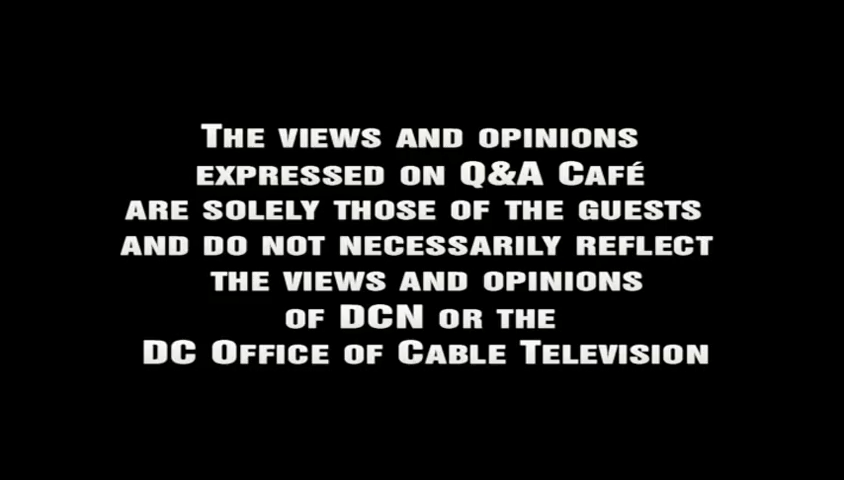 The views and opinions
expressed on Q&A Café
are solely those of the guests
and do not necessarily reflect
the views and opinions
of DCN or the
DC Office of Cable Television